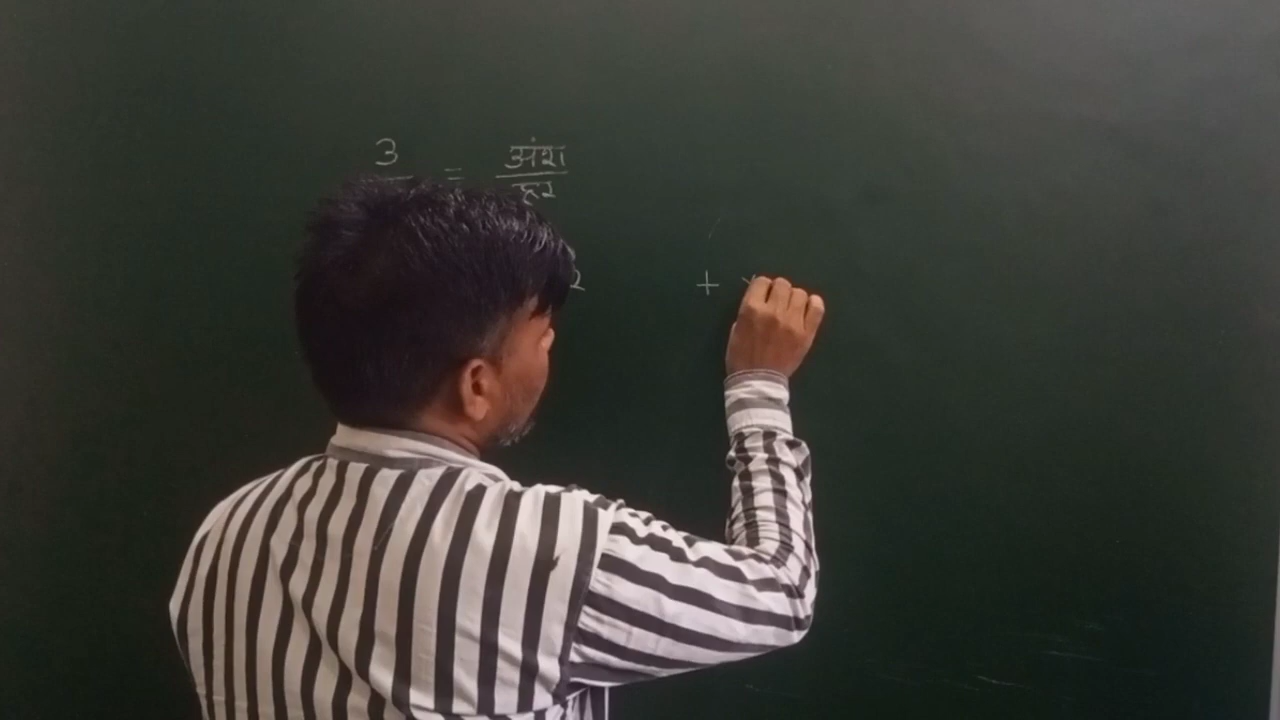 3 = अंश
हर
2 +